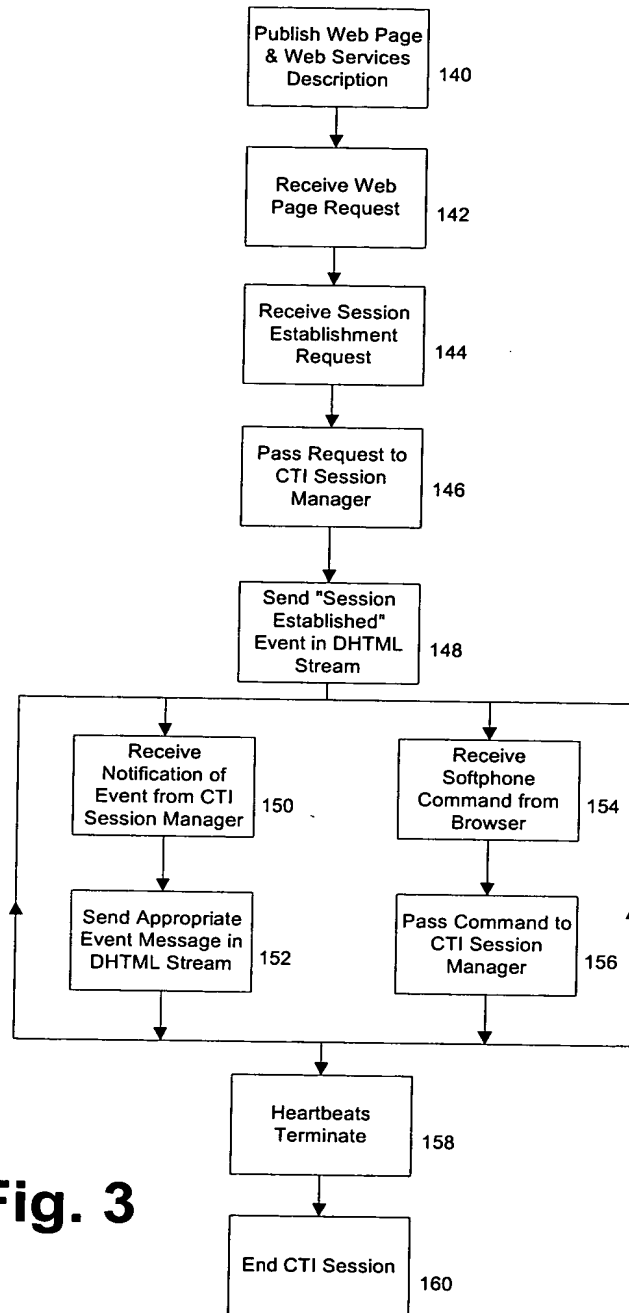 Publish Web Page
& Web Services
Description
140
Receive Web
Page Request
142
Receive Session
Establishment
Request
144
Pass Request to
CTI Session
Manager
146
Send "Session
Established"
Event in DHTML
Stream
148
Receive
Notification of
Event from CTI
Session Manager
150
Receive
Softphone
Command from
Browser
154
Send Appropriate
Event Message in
DHTML Stream
152
Pass Command to
CTI Session
Manager
156
Heartbeats
Terminate
158
Fig. 3
End CTI Session
160